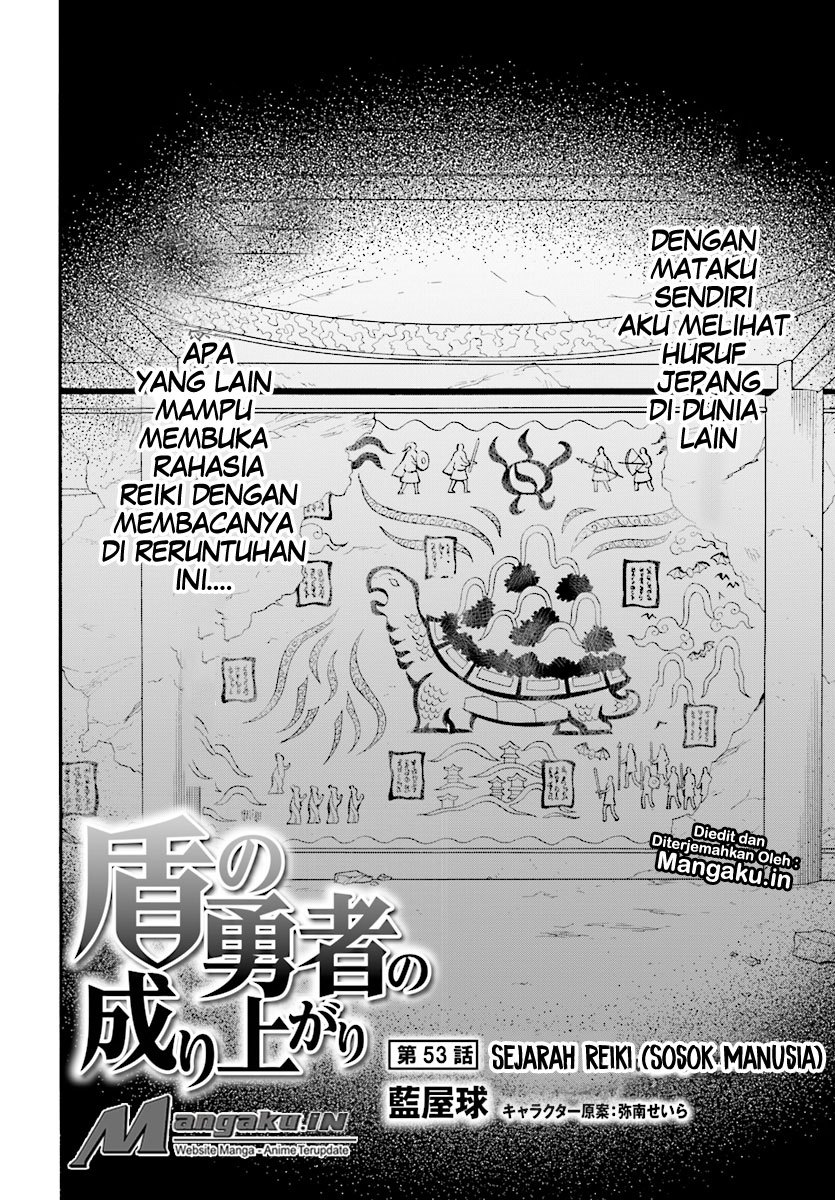 DENGAN
MATAKU
SENDIRI
AKU MELIHAT
HURUF
JEPANG
DI DUNIA
LAIN
APA
YANG LAIN
MAMPU
MEMBUKA
RAHASIA
REIKI DENGAN
MEMBACANYA
DI RERUNTUHAN
INI....
Diedit dan
Diterjemahkan Oleh :
Mangaku.in
盾の勇者の
成り上がり
第53話 SEJARAH REIKI (SOSOK MANUSIA)
藍屋球 キャラクター原案:弥南せいら
Mangaku.IN
Website Manga - Anime Terupdate